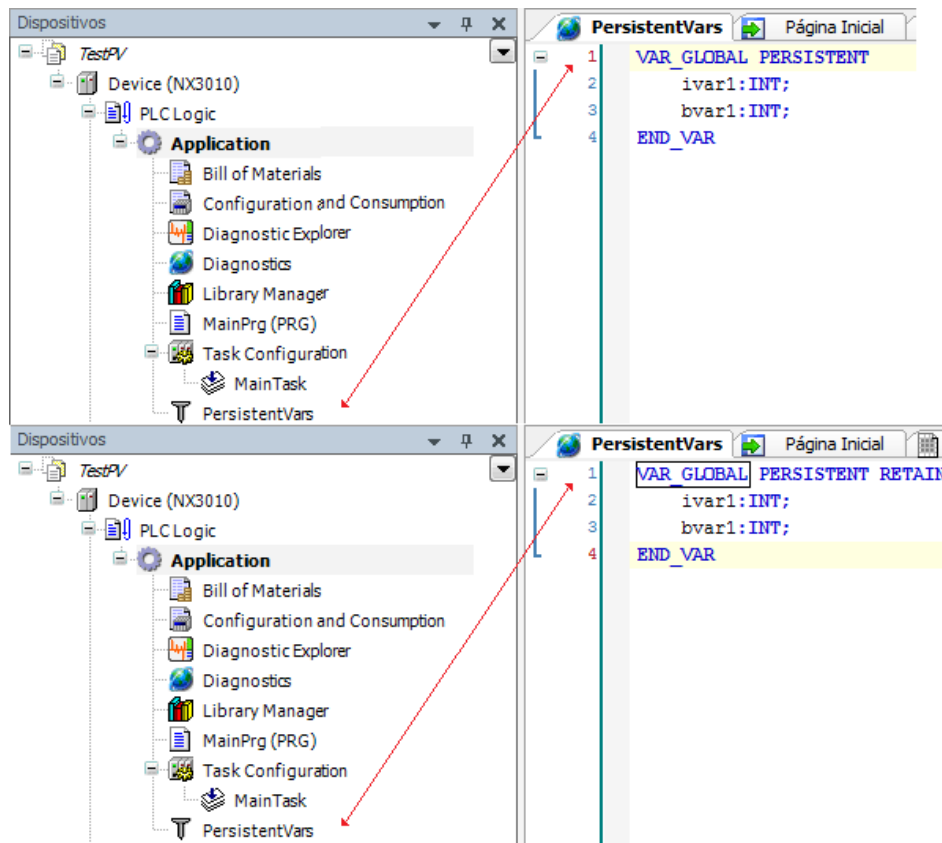 Dispositivos
TestPV
Device (NX3010)
PLC Logic
Application
Bill of Materials
Configuration and Consumption
Diagnostic Explorer
Diagnostics
Library Manager
MainPrg (PRG)
Task Configuration
MainTask
PersistentVars
PersistentVars Página Inicial
1 VAR_GLOBAL PERSISTENT
2 ivar1:INT;
3 bvar1:INT;
4 END_VAR
Dispositivos
TestPV
Device (NX3010)
PLC Logic
Application
Bill of Materials
Configuration and Consumption
Diagnostic Explorer
Diagnostics
Library Manager
MainPrg (PRG)
Task Configuration
MainTask
PersistentVars
PersistentVars Página Inicial
1 VAR_GLOBAL PERSISTENT RETAIN
2 ivar1:INT;
3 bvar1:INT;
4 END_VAR